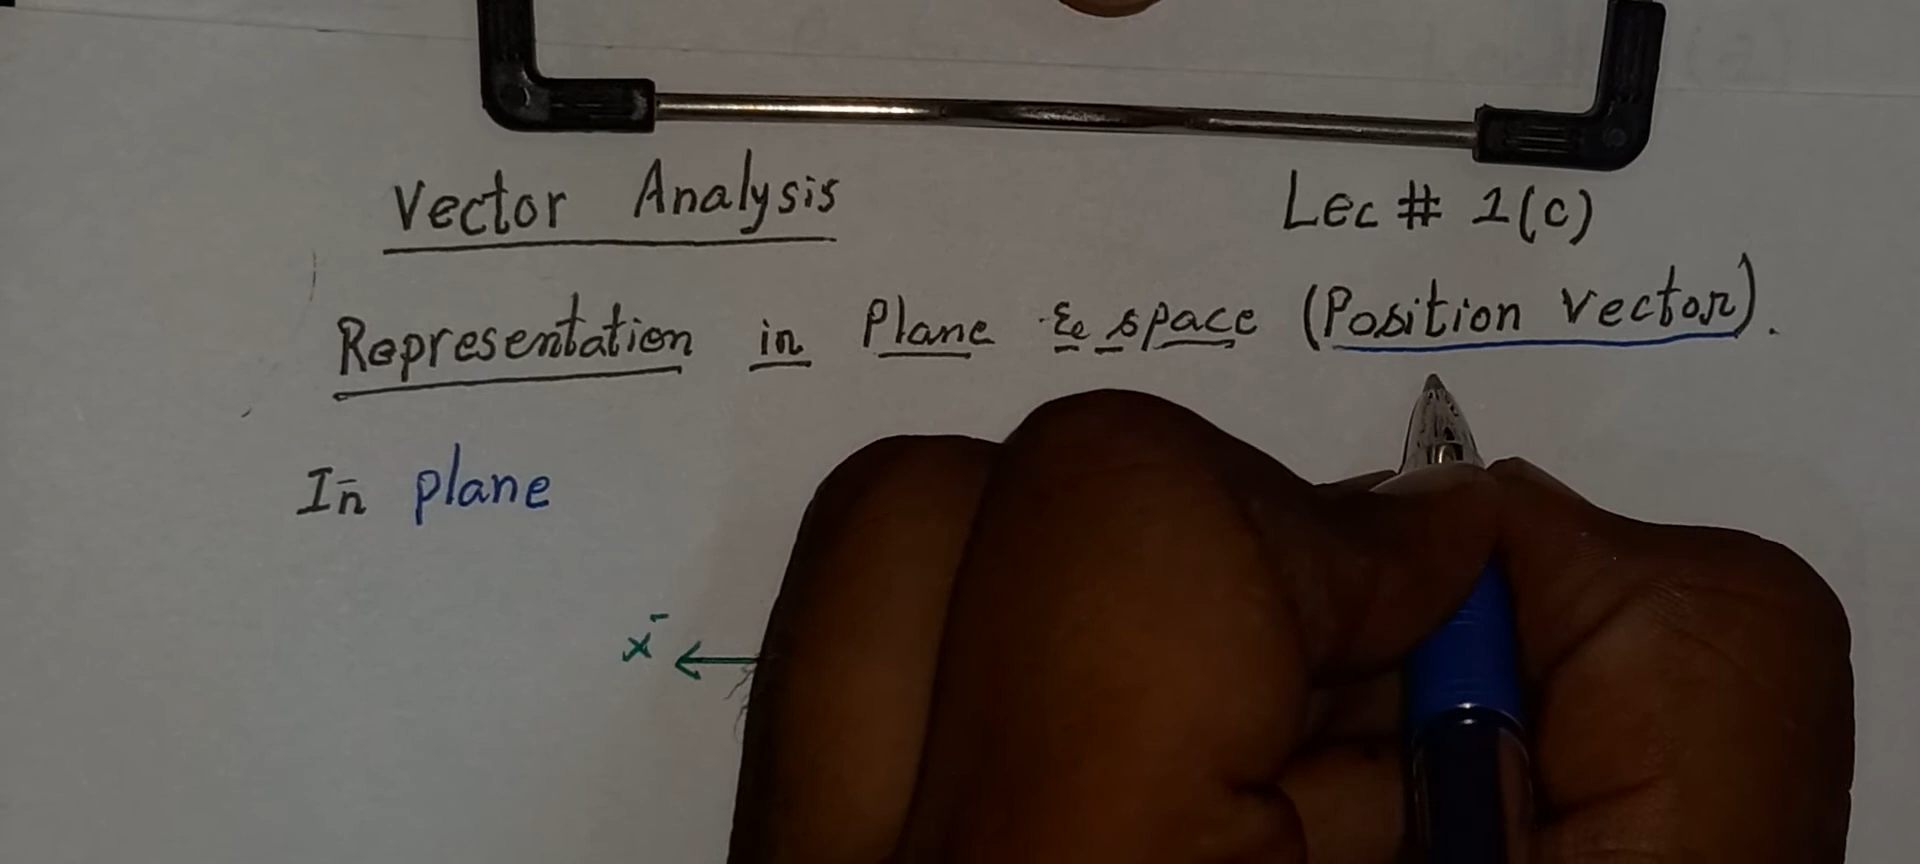 Vector Analysis Lec # 1(c)
Representation in Plane & space (Position vector).
In plane
x⁻